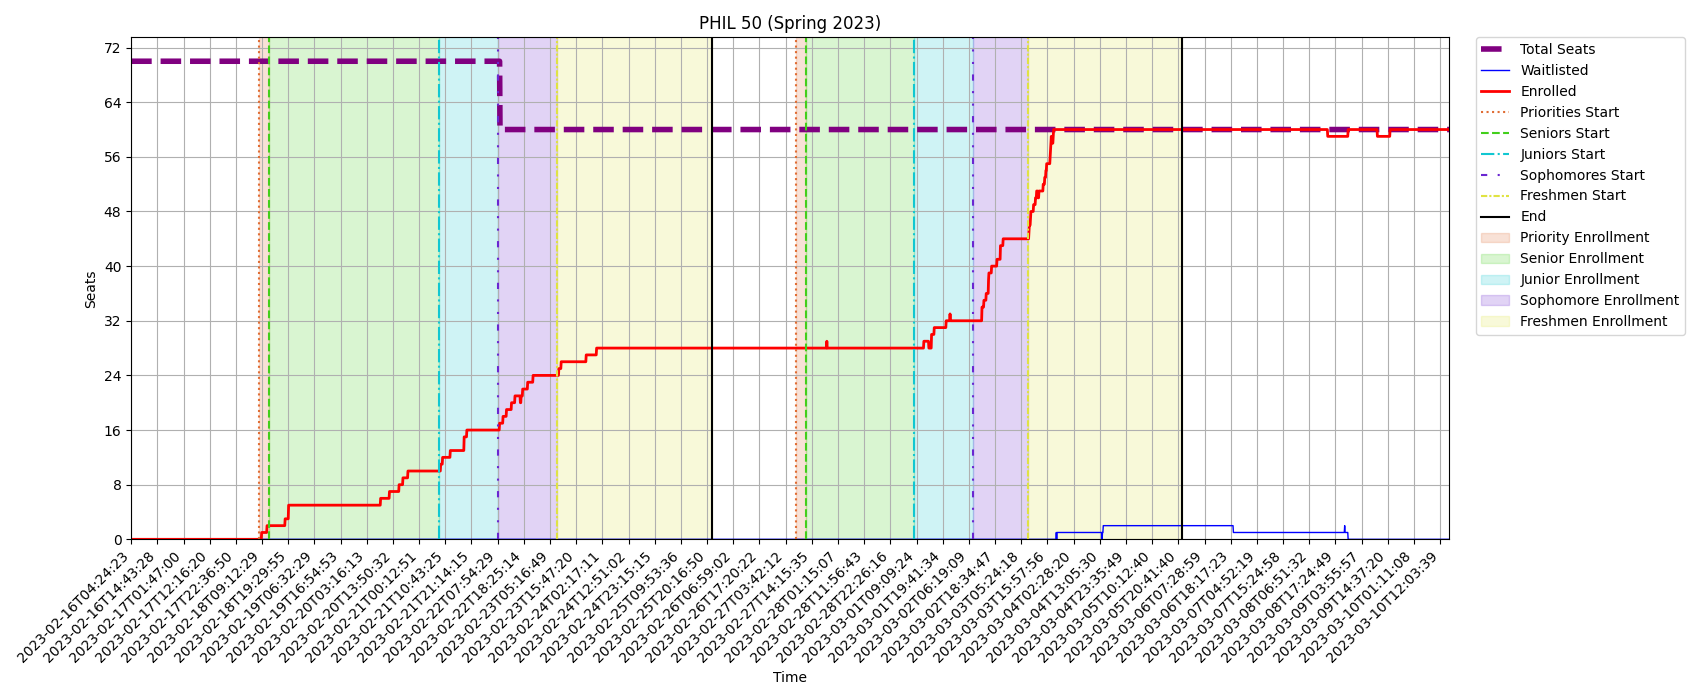 PHIL 50 (Spring 2023)
72
64
56
48
40
32
24
16
8
0
Seats
2023-02-16T04:24:23
2023-02-16T14:43:28
2023-02-17T01:47:00
2023-02-17T12:16:20
2023-02-17T22:36:50
2023-02-18T09:12:29
2023-02-18T19:29:55
2023-02-19T06:32:29
2023-02-19T16:54:53
2023-02-20T03:16:13
2023-02-20T13:50:32
2023-02-21T00:12:51
2023-02-21T10:43:25
2023-02-21T21:14:15
2023-02-22T07:54:29
2023-02-22T18:25:14
2023-02-23T05:16:49
2023-02-23T15:47:20
2023-02-24T02:17:11
2023-02-24T12:51:02
2023-02-24T23:15:15
2023-02-25T09:53:36
2023-02-25T20:16:50
2023-02-26T06:59:02
2023-02-26T17:20:22
2023-02-27T03:42:12
2023-02-27T14:15:35
2023-02-28T01:15:07
2023-02-28T11:56:43
2023-02-28T22:26:16
2023-03-01T09:09:24
2023-03-01T19:41:34
2023-03-02T06:19:09
2023-03-02T18:34:47
2023-03-03T05:24:18
2023-03-03T15:57:56
2023-03-04T02:28:20
2023-03-04T13:05:30
2023-03-04T23:35:49
2023-03-05T10:12:40
2023-03-05T20:41:40
2023-03-06T07:28:59
2023-03-06T18:17:23
2023-03-07T04:52:19
2023-03-07T15:24:58
2023-03-08T06:51:32
2023-03-08T17:24:49
2023-03-09T03:55:57
2023-03-09T14:37:20
2023-03-10T01:11:08
2023-03-10T12:03:39
Time
Total Seats
Waitlisted
Enrolled
Priorities Start
Seniors Start
Juniors Start
Sophomores Start
Freshmen Start
End
Priority Enrollment
Senior Enrollment
Junior Enrollment
Sophomore Enrollment
Freshmen Enrollment